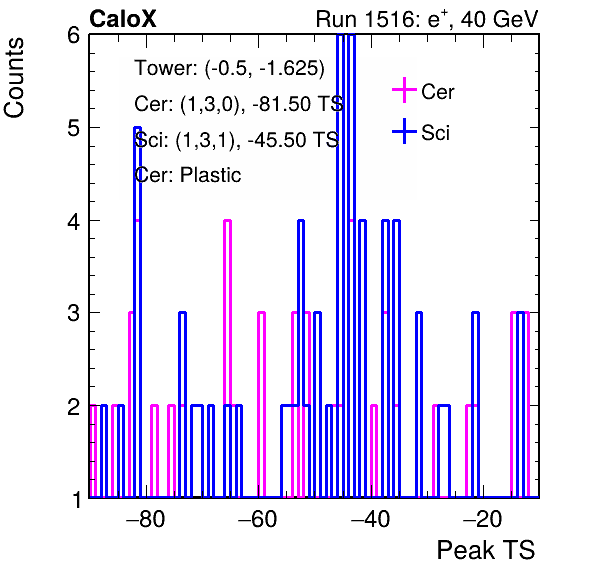 CaloX Run 1516: e+, 40 GeV
Counts
6
5
4
3
2
1
Tower: (-0.5, -1.625)
Cer: (1,3,0), -81.50 TS
Sci: (1,3,1), -45.50 TS
Cer: Plastic
Cer
Sci
−80 −60 −40 −20
Peak TS